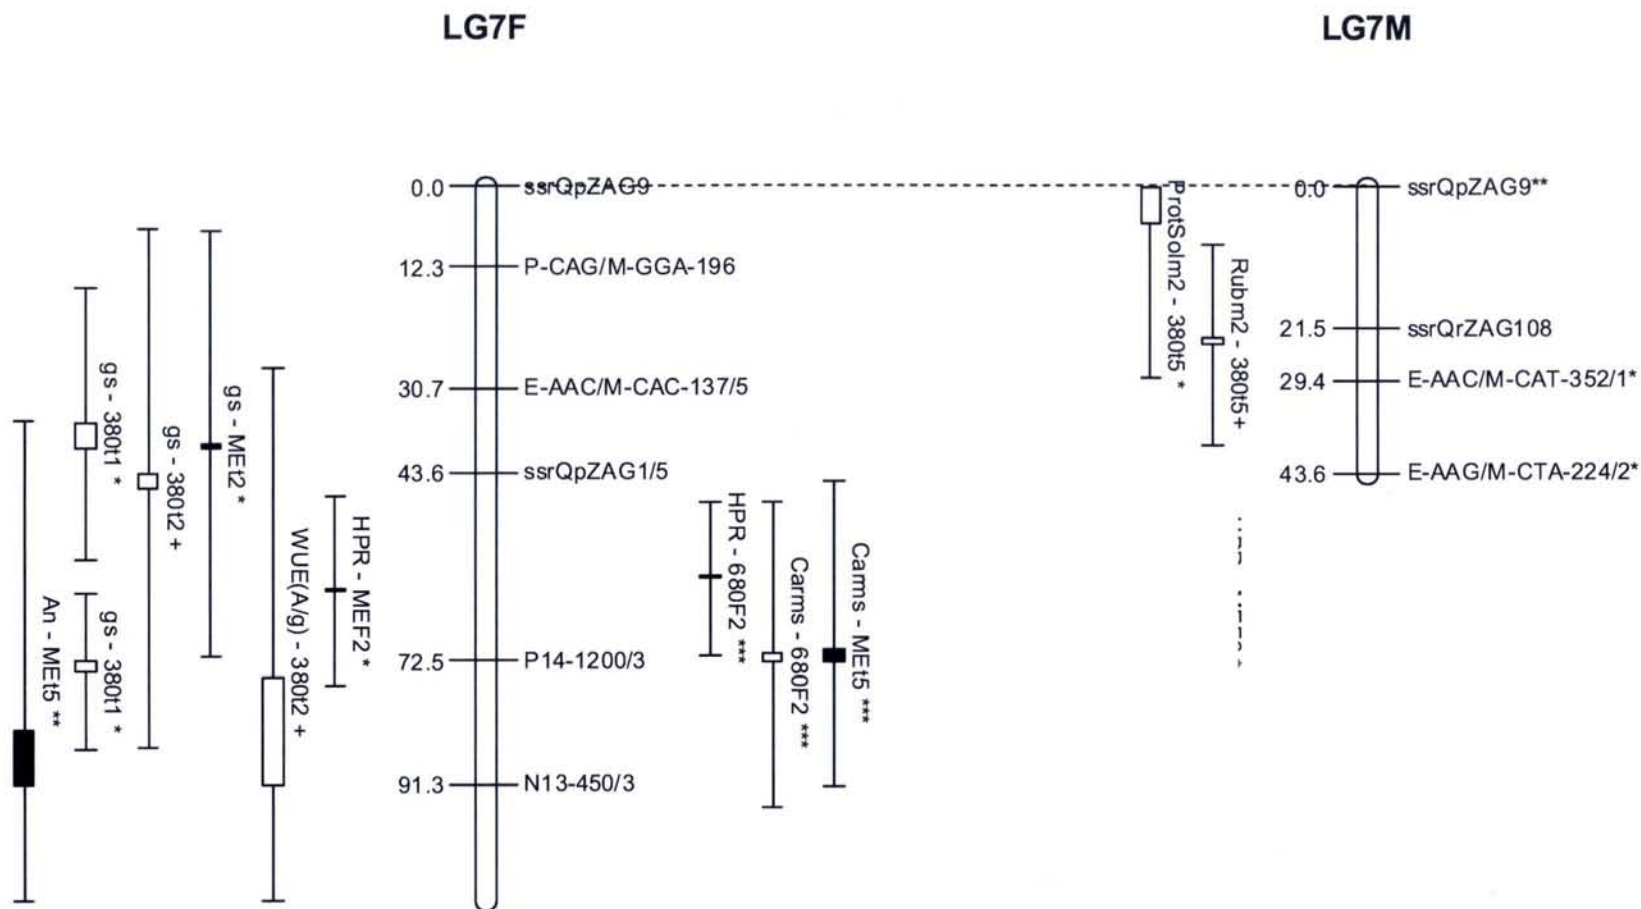 LG7F
LG7M
0.0 ssrQpZAG9
12.3 P-CAG/M-GGA-196
30.7 E-AAC/M-CAC-137/5
43.6 ssrQpZAG1/5
72.5 P14-1200/3
91.3 N13-450/3
An - MEt5 **
gs - 380t1 *
gs - 380t1 *
gs - 380t2 +
gs - MEt2 *
WUE(A/g) - 380t2 +
HPR - MEF2 *
HPR - 680F2 ***
Carms - 680F2 ***
Carms - MEt5 ***
ProtSolm2 - 380t5 *
Rubm2 - 380t5+
0.0 ssrQpZAG9**
21.5 ssrQrZAG108
29.4 E-AAC/M-CAT-352/1*
43.6 E-AAG/M-CTA-224/2*